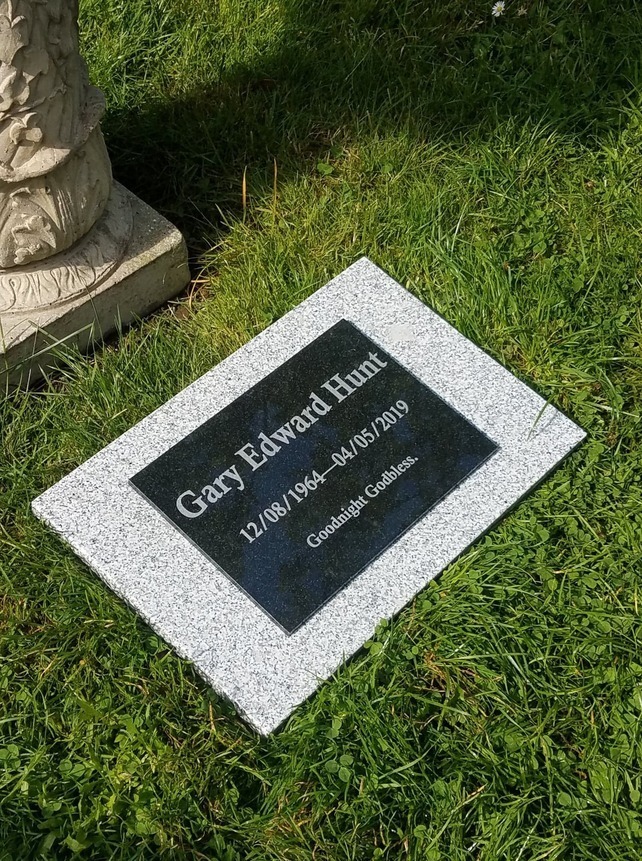 Gary Edward Hunt
12/08/1964—04/05/2019
Goodnight Godbless.